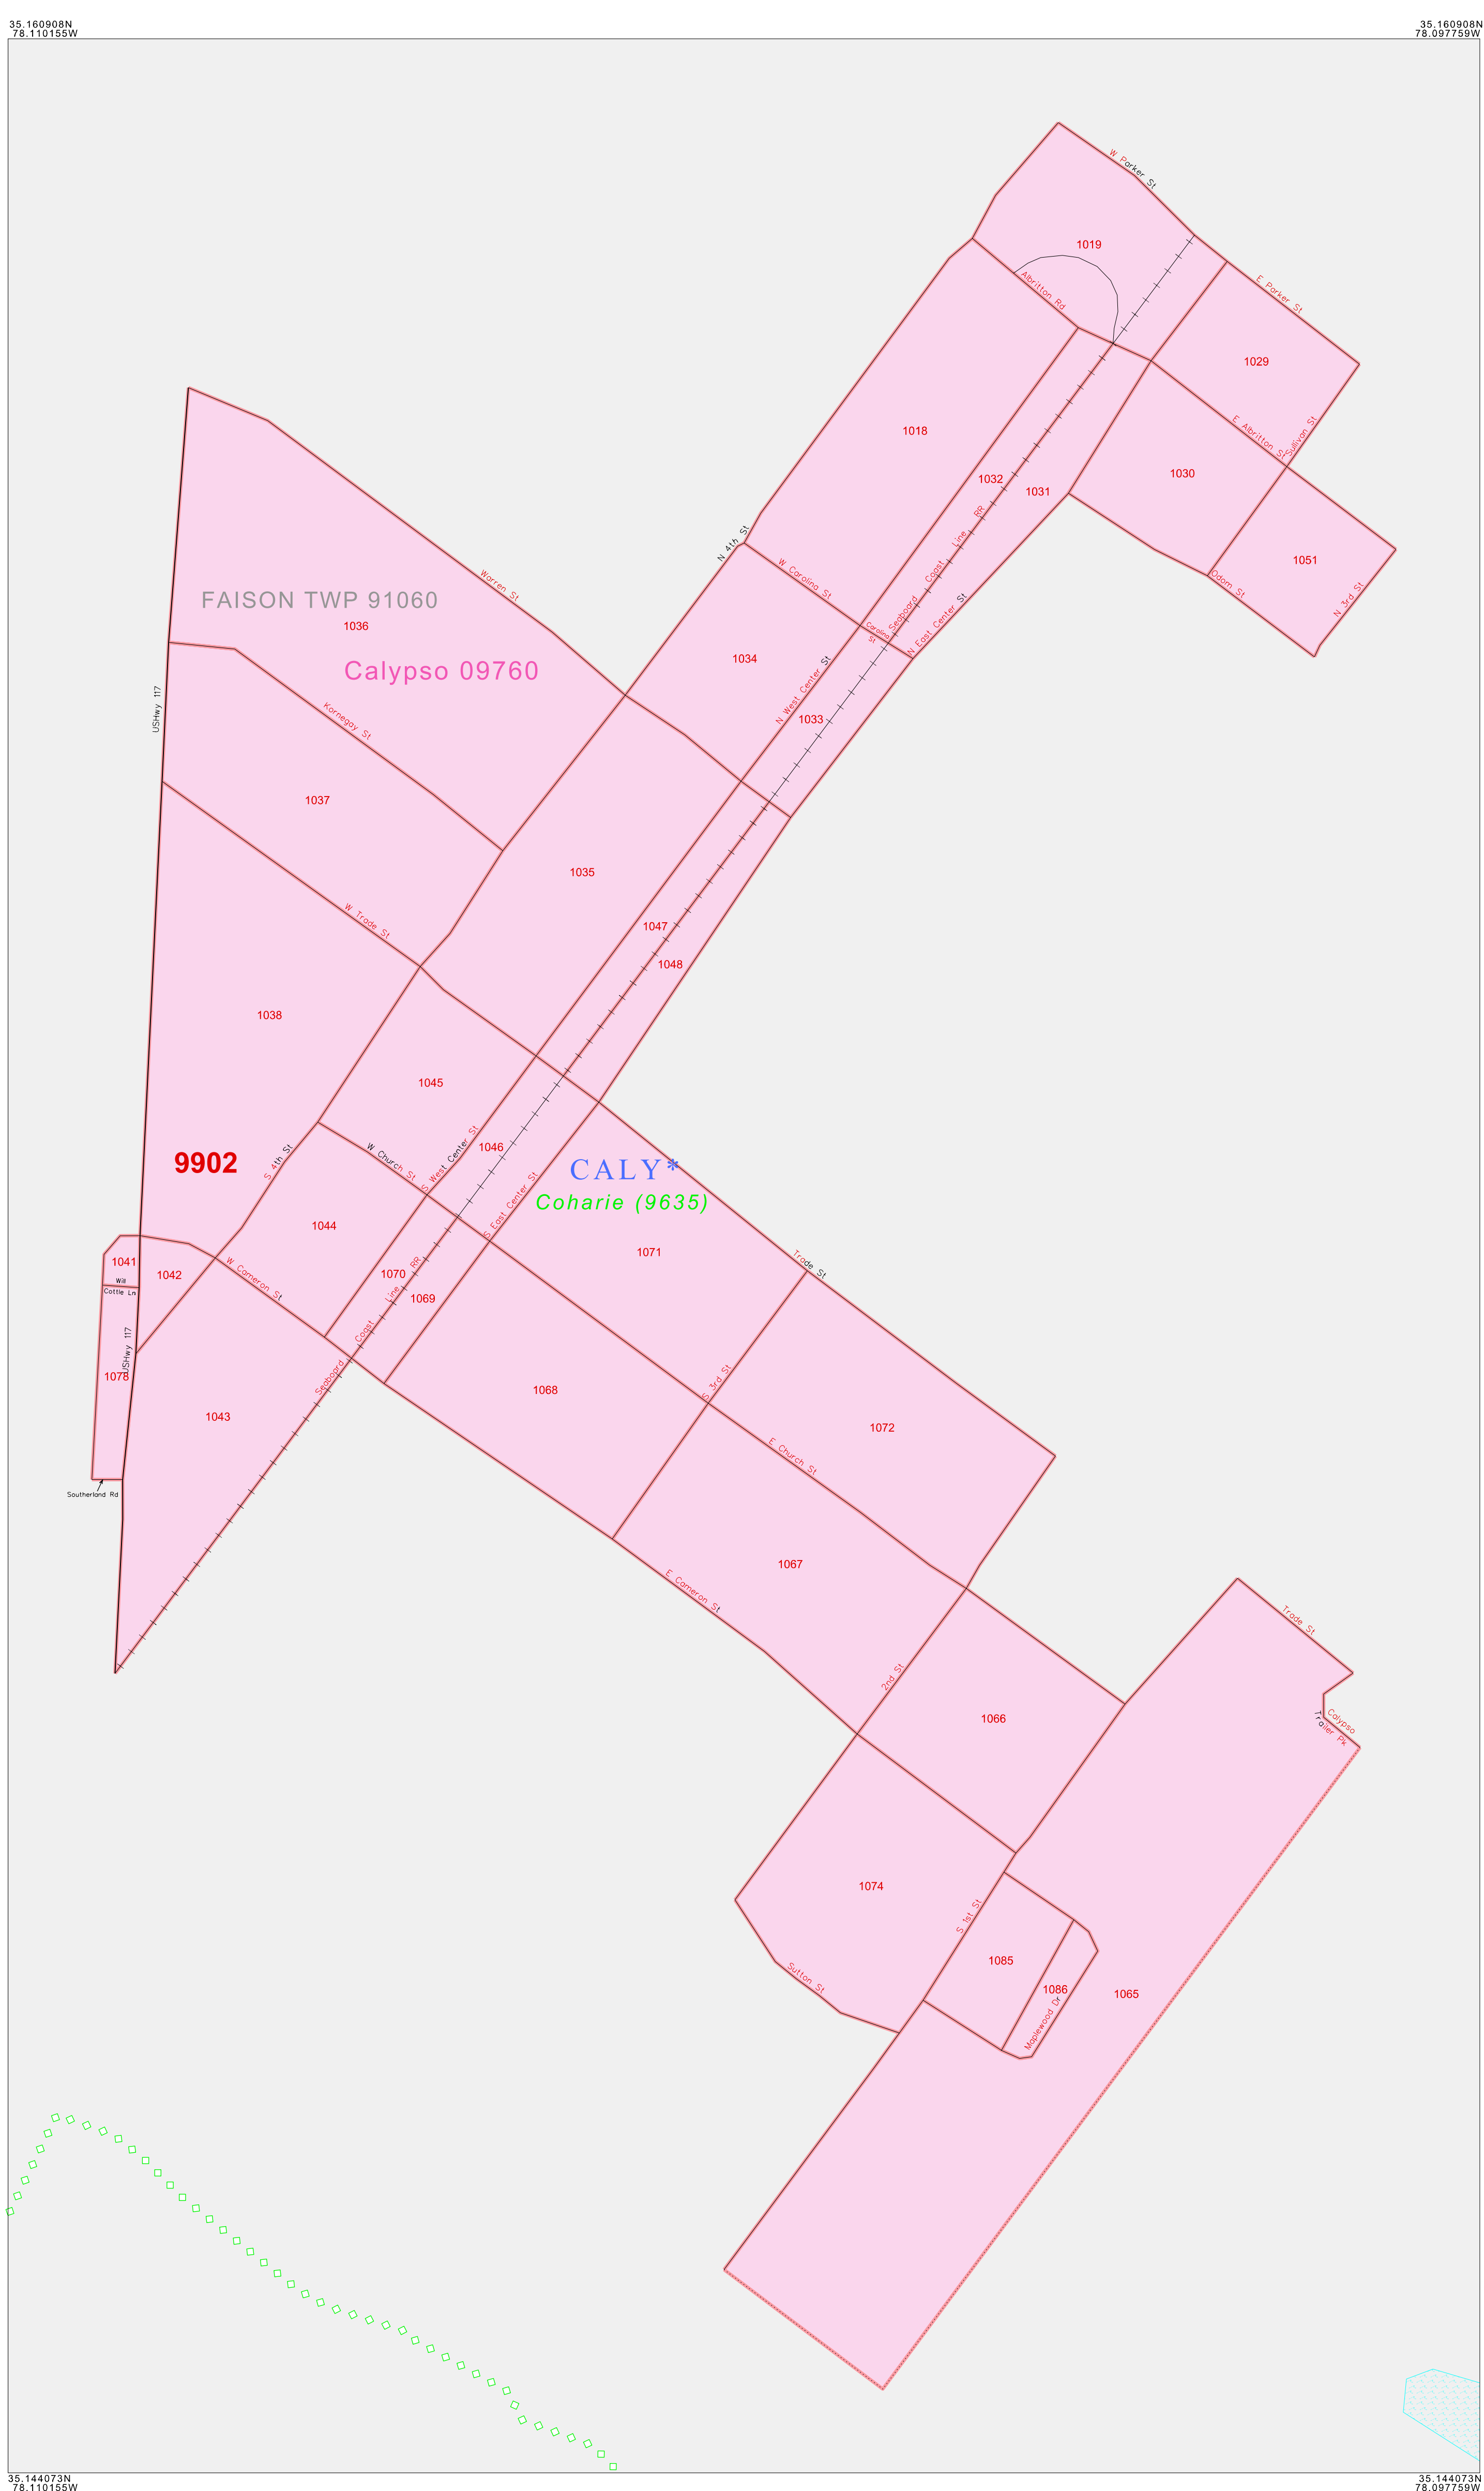 35.160908N
78.110155W
35.160908N
78.097759W
W Parker St
1019
E Parker St
Albritton Rd
1029
1018
E Albritton St
Sullivan St
1030
1032
1031
N 4th St
Seaboard Coast Line RR
W Carolina St
1051
Odom St
N 3rd St
Warren St
FAISON TWP 91060
1036
Carolina
St
N East Center St
Calypso 09760
1034
N West Center St
1033
USHwy 117
Kornegay St
1037
1035
W Trade St
1047
1048
1038
1045
9902
S 4th St
W Church St
S West Center St
1046
CALY*
Coharie (9635)
S East Center St
1044
1071
1041
1042
Will
Cottle Ln
W Cameron St
1070
1069
Trade St
Seaboard Coast Line RR
USHwy 117
1078
1068
S 3rd St
1043
1072
E Church St
Southerland Rd
1067
E Cameron St
Trade St
2nd St
1066
Calypso
Trailer Pk
1074
S 1st St
1085
Sutton St
1086
Maplewood Dr
1065
35.144073N
78.110155W
35.144073N
78.097759W